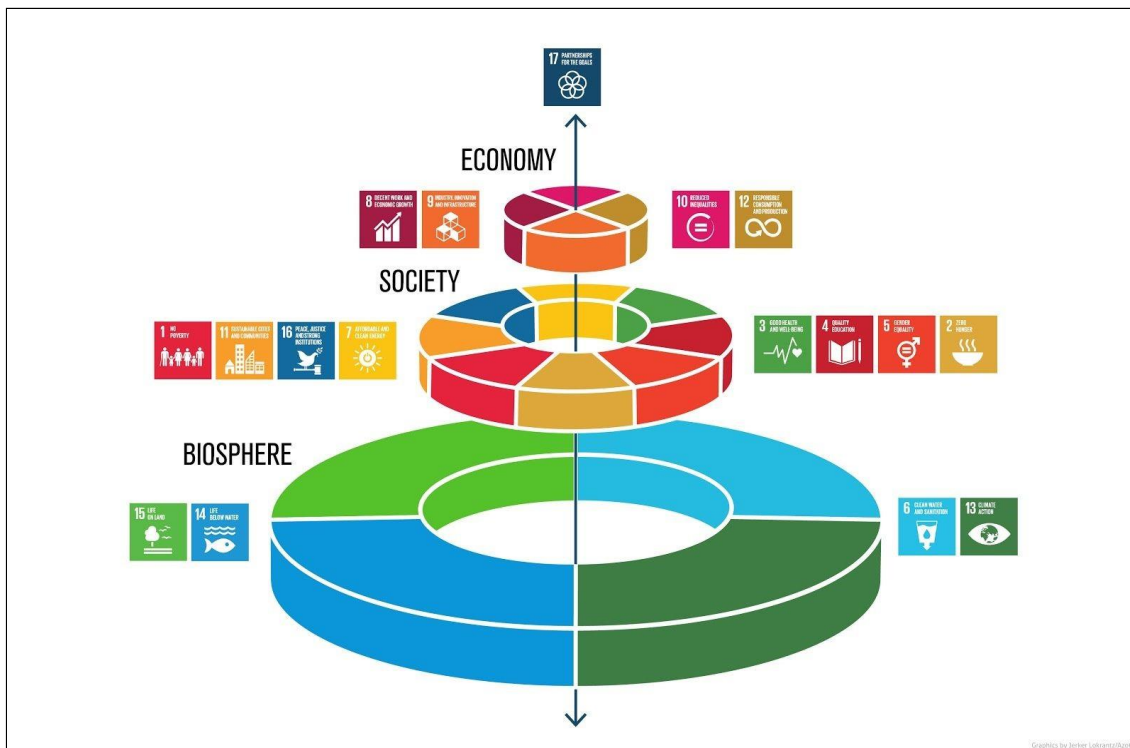 17 PARTNERSHIPS
FOR THE GOALS
ECONOMY
8 DECENT WORK AND
ECONOMIC GROWTH
9 INDUSTRY, INNOVATION
AND INFRASTRUCTURE
10 REDUCED
INEQUALITIES
12 RESPONSIBLE
CONSUMPTION
AND PRODUCTION
SOCIETY
1 NO
POVERTY
11 SUSTAINABLE CITIES
AND COMMUNITIES
16 PEACE, JUSTICE
AND STRONG
INSTITUTIONS
7 AFFORDABLE AND
CLEAN ENERGY
3 GOOD HEALTH
AND WELL-BEING
4 QUALITY
EDUCATION
5 GENDER
EQUALITY
2 ZERO
HUNGER
BIOSPHERE
15 LIFE
ON LAND
14 LIFE
BELOW WATER
6 CLEAN WATER
AND SANITATION
13 CLIMATE
ACTION
Graphics by Jerker